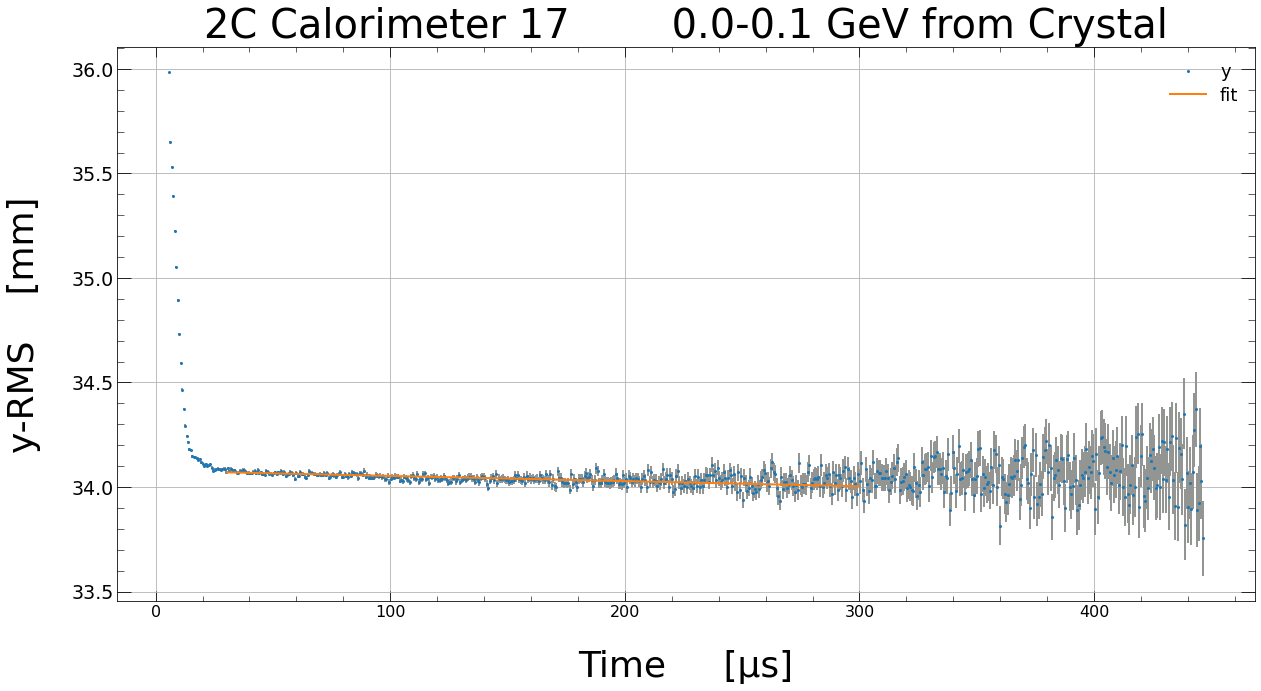 2C Calorimeter 17 0.0-0.1 GeV from Crystal
y
fit
36.0
35.5
35.0
34.5
34.0
33.5
y-RMS [mm]
0 100 200 300 400
Time [μs]